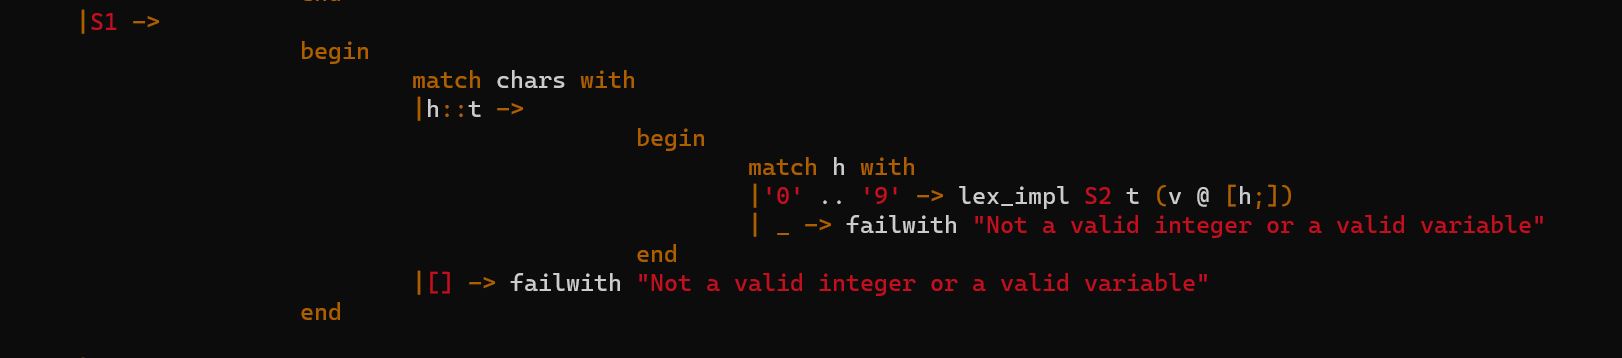 |S1 ->
begin
match chars with
|h::t ->
begin
match h with
|'0' .. '9' -> lex_impl S2 t (v @ [h;])
| _ -> failwith "Not a valid integer or a valid variable"
end
|[] -> failwith "Not a valid integer or a valid variable"
end